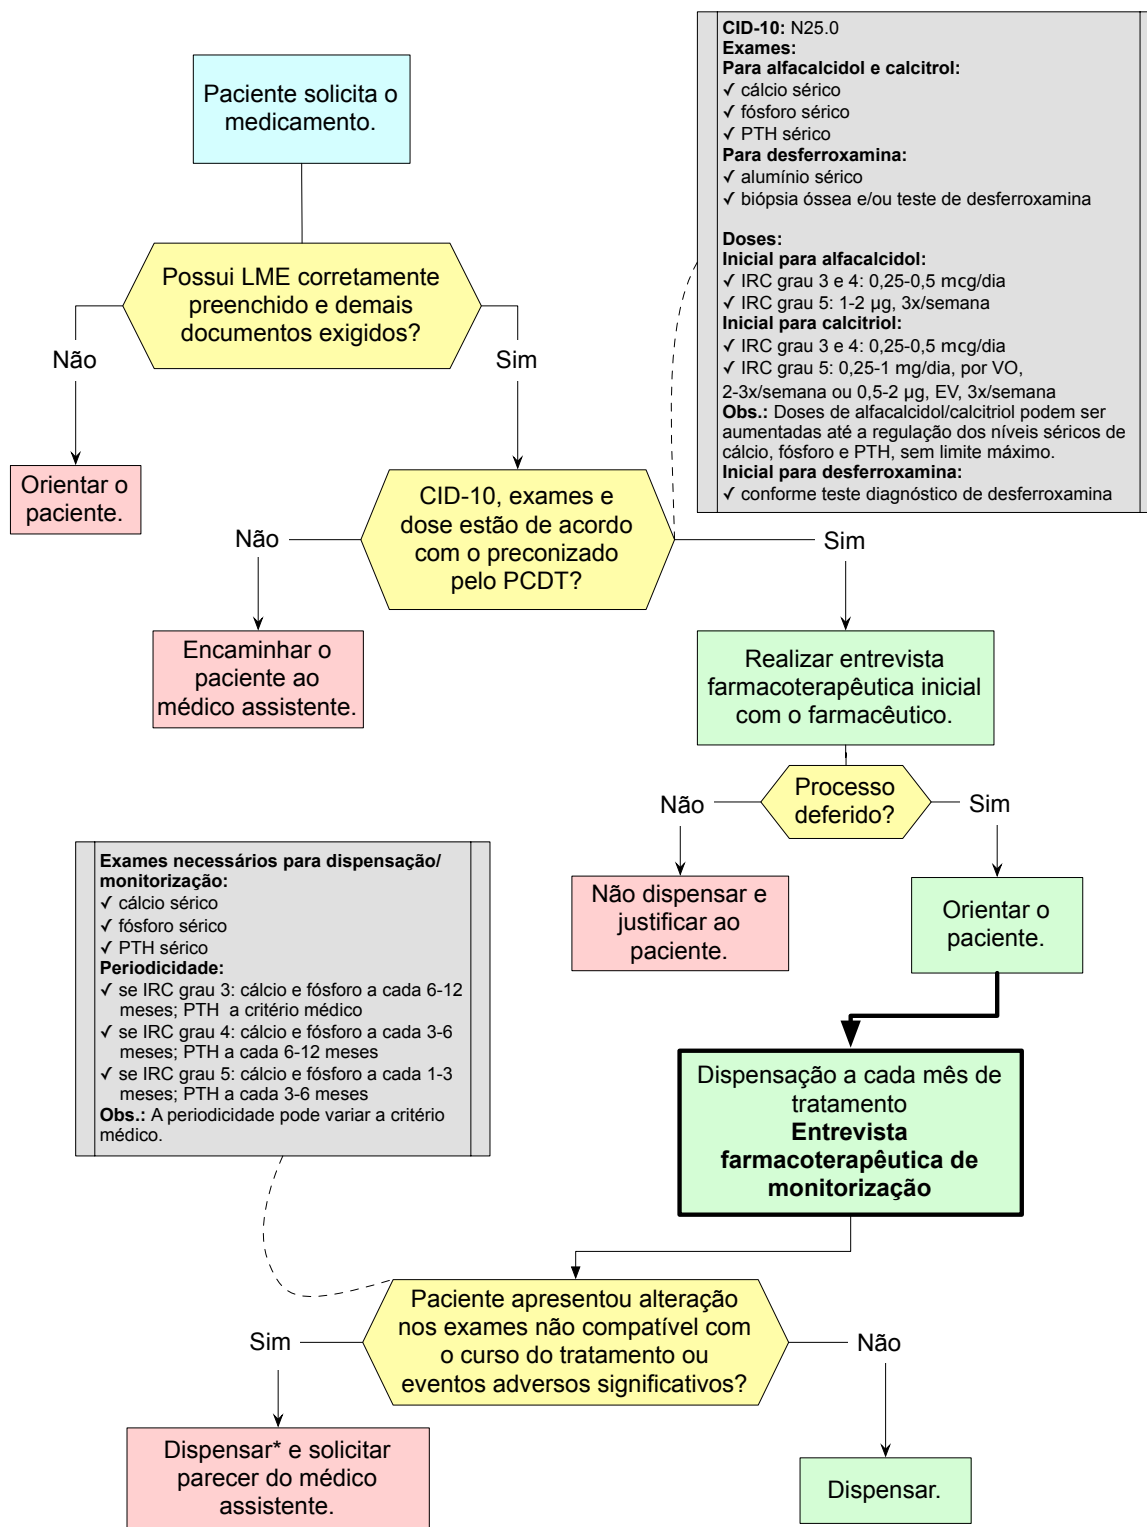 CID-10: N25.0
Exames:
Para alfacalcidol e calcitrol:
✓ cálcio sérico
✓ fósforo sérico
✓ PTH sérico
Para desferroxamina:
✓ alumínio sérico
✓ biópsia óssea e/ou teste de desferroxamina
Doses:
Inicial para alfacalcidol:
✓ IRC grau 3 e 4: 0,25-0,5 mcg/dia
✓ IRC grau 5: 1-2 µg, 3x/semana
Inicial para calcitriol:
✓ IRC grau 3 e 4: 0,25-0,5 mcg/dia
✓ IRC grau 5: 0,25-1 mg/dia, por VO,
2-3x/semana ou 0,5-2 µg, EV, 3x/semana
Obs.: Doses de alfacalcidol/calcitriol podem ser
aumentadas até a regulação dos níveis séricos de
cálcio, fósforo e PTH, sem limite máximo.
Inicial para desferroxamina:
✓ conforme teste diagnóstico de desferroxamina
Paciente solicita o
medicamento.
Possui LME corretamente
preenchido e demais
documentos exigidos?
Não
Sim
Orientar o
paciente.
CID-10, exames e
dose estão de acordo
com o preconizado
pelo PCDT?
Não
Sim
Encaminhar o
paciente ao
médico assistente.
Realizar entrevista
farmacoterapêutica inicial
com o farmacêutico.
Processo
deferido?
Não
Sim
Não dispensar e
justificar ao
paciente.
Orientar o
paciente.
Exames necessários para dispensação/
monitorização:
✓ cálcio sérico
✓ fósforo sérico
✓ PTH sérico
Periodicidade:
✓ se IRC grau 3: cálcio e fósforo a cada 6-12
meses; PTH a critério médico
✓ se IRC grau 4: cálcio e fósforo a cada 3-6
meses; PTH a cada 6-12 meses
✓ se IRC grau 5: cálcio e fósforo a cada 1-3
meses; PTH a cada 3-6 meses
Obs.: A periodicidade pode variar a critério
médico.
Dispensação a cada mês de
tratamento
Entrevista
farmacoterapêutica de
monitorização
Paciente apresentou alteração
nos exames não compatível com
o curso do tratamento ou
eventos adversos significativos?
Sim
Não
Dispensar* e solicitar
parecer do médico
assistente.
Dispensar.